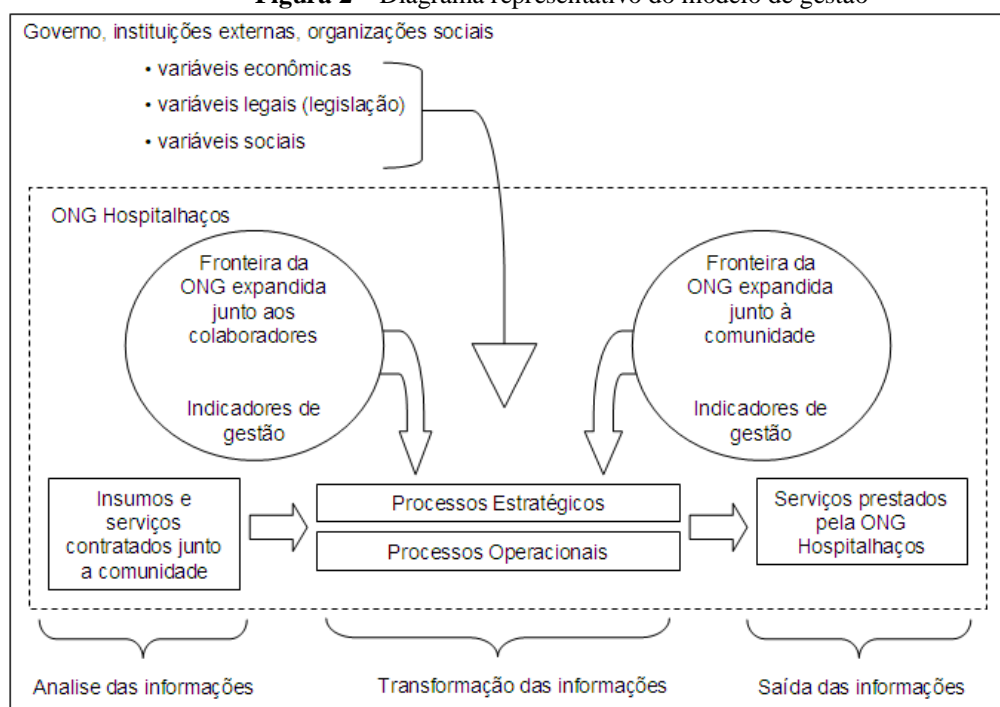 Figura 2 – Diagrama representativo do modelo de gestão
Governo, instituições externas, organizações sociais
• variáveis econômicas
• variáveis legais (legislação)
• variáveis sociais
ONG Hospitalhaços
Fronteira da
ONG expandida
junto aos
colaboradores
Indicadores de
gestão
Fronteira da
ONG expandida
junto à
comunidade
Indicadores de
gestão
Insumos e
serviços
contratados junto
a comunidade
Processos Estratégicos
Processos Operacionais
Serviços prestados
pela ONG
Hospitalhaços
Analise das informações
Transformação das informações
Saída das informações